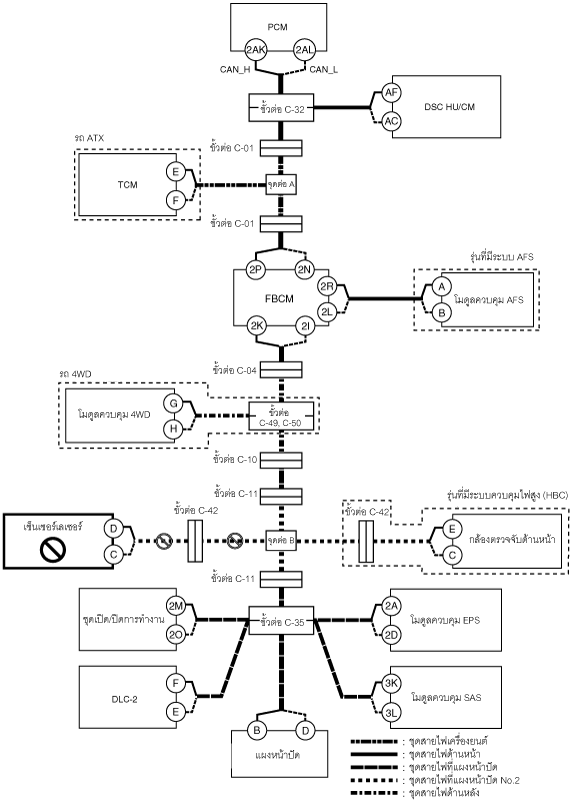 PCM
2AK
2AL
CAN_H
CAN_L
ขั้วต่อ C-32
AF
AC
DSC HU/CM
ขั้วต่อ C-01
รถ ATX
TCM
E
F
จุดต่อ A
ขั้วต่อ C-01
2P
2N
FBCM
2R
2L
2K
2I
รุ่นที่มีระบบ AFS
A
B
โมดูลควบคุม AFS
ขั้วต่อ C-04
รถ 4WD
โมดูลควบคุม 4WD
G
H
ขั้วต่อ
C-49, C-50
ขั้วต่อ C-10
ขั้วต่อ C-11
เซ็นเซอร์เลเซอร์
D
C
ขั้วต่อ C-42
จุดต่อ B
ขั้วต่อ C-42
รุ่นที่มีระบบควบคุมไฟสูง (HBC)
E
C
กล้องตรวจจับด้านหน้า
ขั้วต่อ C-11
ชุดเปิด/ปิดการทำงาน
2M
2O
ขั้วต่อ C-35
2A
2D
โมดูลควบคุม EPS
DLC-2
F
E
3K
3L
โมดูลควบคุม SAS
B
D
แผงหน้าปัด
: ชุดสายไฟเครื่องยนต์
: ชุดสายไฟด้านหน้า
: ชุดสายไฟที่แผงหน้าปัด
: ชุดสายไฟที่แผงหน้าปัด No.2
: ชุดสายไฟด้านหลัง